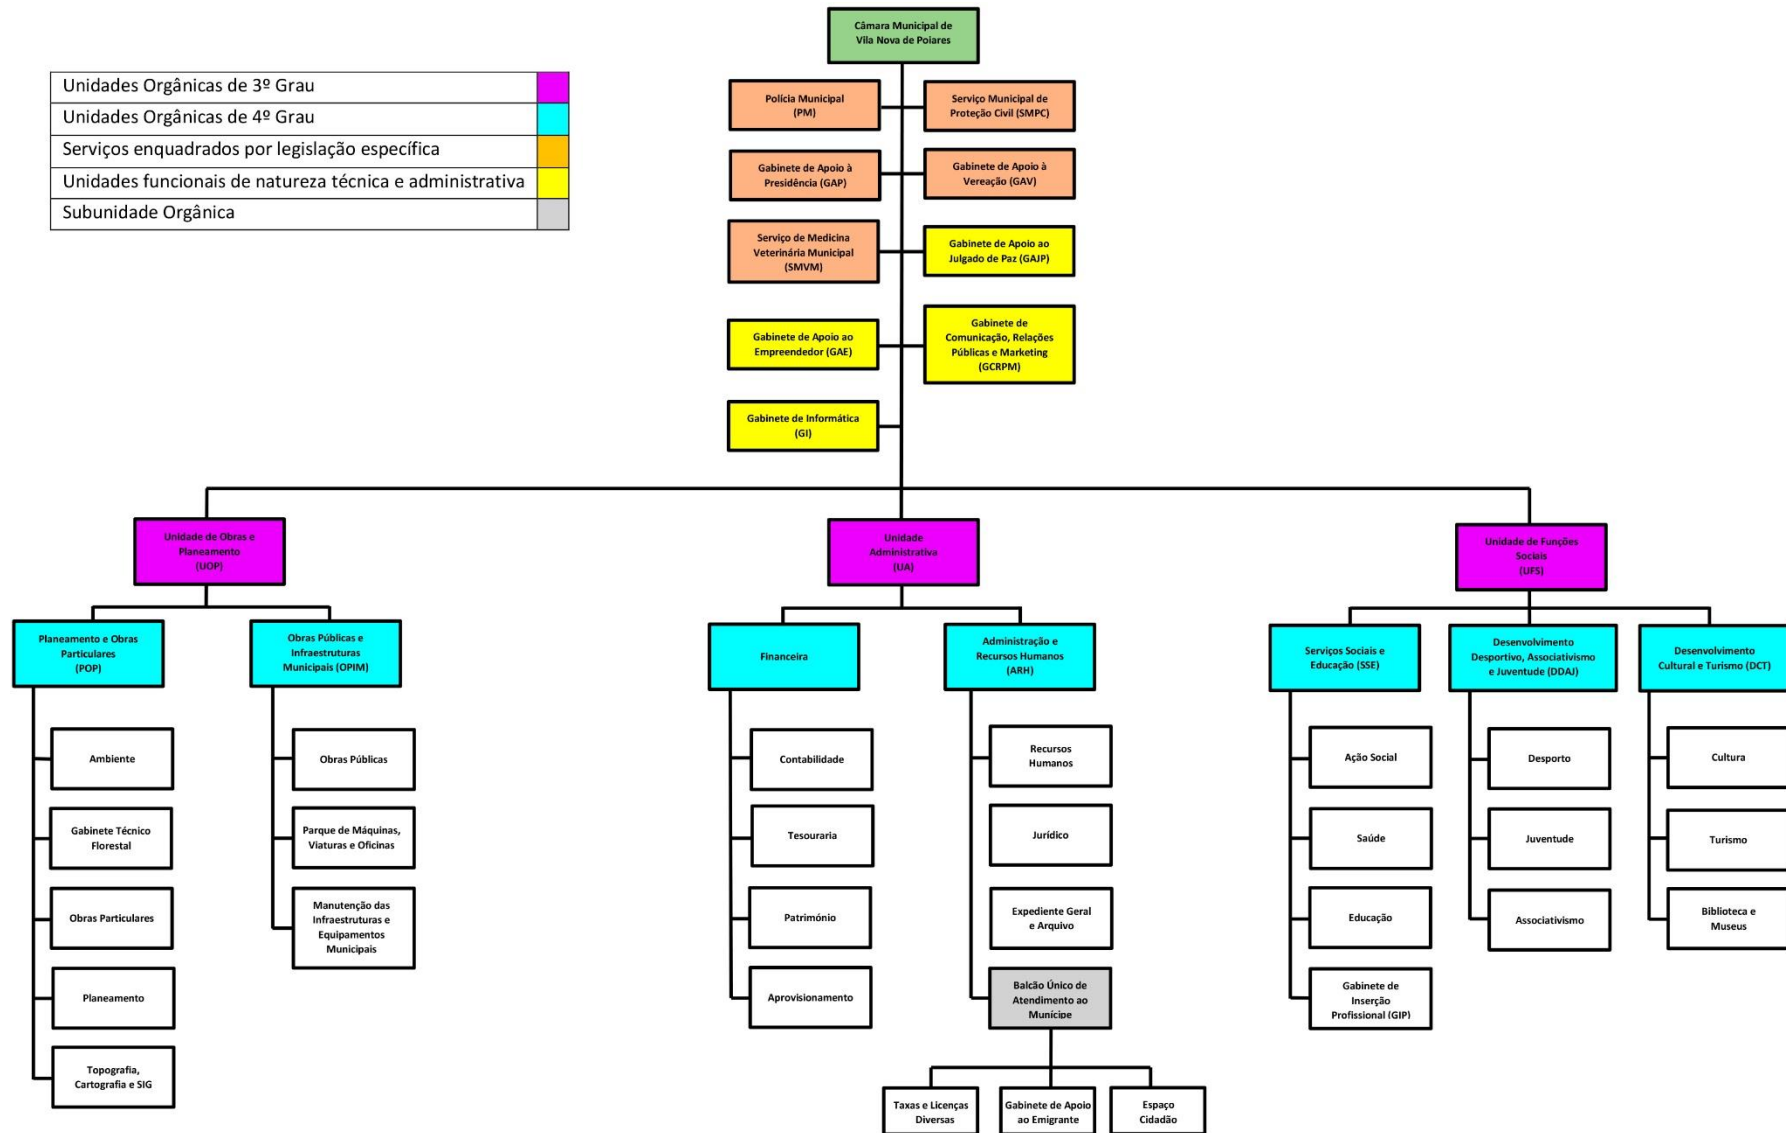 Câmara Municipal de
Vila Nova de Poiares
Unidades Orgânicas de 3º Grau
Unidades Orgânicas de 4º Grau
Serviços enquadrados por legislação específica
Unidades funcionais de natureza técnica e administrativa
Subunidade Orgânica
Polícia Municipal
(PM)
Serviço Municipal de
Proteção Civil (SMPC)
Gabinete de Apoio à
Presidência (GAP)
Gabinete de Apoio à
Vereação (GAV)
Serviço de Medicina
Veterinária Municipal
(SMVM)
Gabinete de Apoio ao
Julgado de Paz (GAJP)
Gabinete de Apoio ao
Empreendedor (GAE)
Gabinete de
Comunicação, Relações
Públicas e Marketing
(GCRPM)
Gabinete de Informática
(GI)
Unidade de Obras e
Planeamento
(UOP)
Unidade
Administrativa
(UA)
Unidade de Funções
Sociais
(UFS)
Planeamento e Obras
Particulares
(POP)
Obras Públicas e
Infraestruturas
Municipais (OPIM)
Financeira
Administração e
Recursos Humanos
(ARH)
Serviços Sociais e
Educação (SSE)
Desenvolvimento
Desportivo, Associativismo
e Juventude (DDAJ)
Desenvolvimento
Cultural e Turismo (DCT)
Ambiente
Gabinete Técnico
Florestal
Obras Particulares
Planeamento
Topografia,
Cartografia e SIG
Obras Públicas
Parque de Máquinas,
Viaturas e Oficinas
Manutenção das
Infraestruturas e
Equipamentos
Municipais
Contabilidade
Tesouraria
Património
Aprovisionamento
Recursos
Humanos
Jurídico
Expediente Geral
e Arquivo
Balcão Único de
Atendimento ao
Munícipe
Taxas e Licenças
Diversas
Gabinete de Apoio
ao Emigrante
Espaço
Cidadão
Ação Social
Saúde
Educação
Gabinete de
Inserção
Profissional (GIP)
Desporto
Juventude
Associativismo
Cultura
Turismo
Biblioteca e
Museus